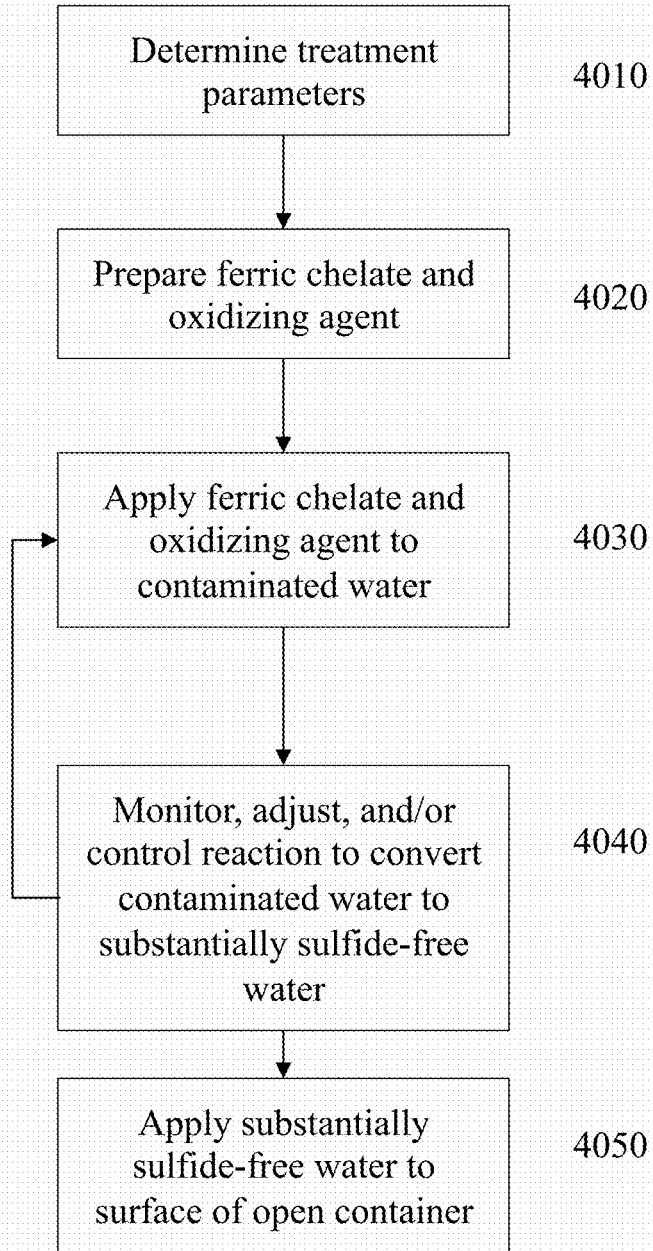 Determine treatment
parameters
4010
Prepare ferric chelate and
oxidizing agent
4020
Apply ferric chelate and
oxidizing agent to
contaminated water
4030
Monitor, adjust, and/or
control reaction to convert
contaminated water to
substantially sulfide-free
water
4040
Apply substantially
sulfide-free water to
surface of open container
4050